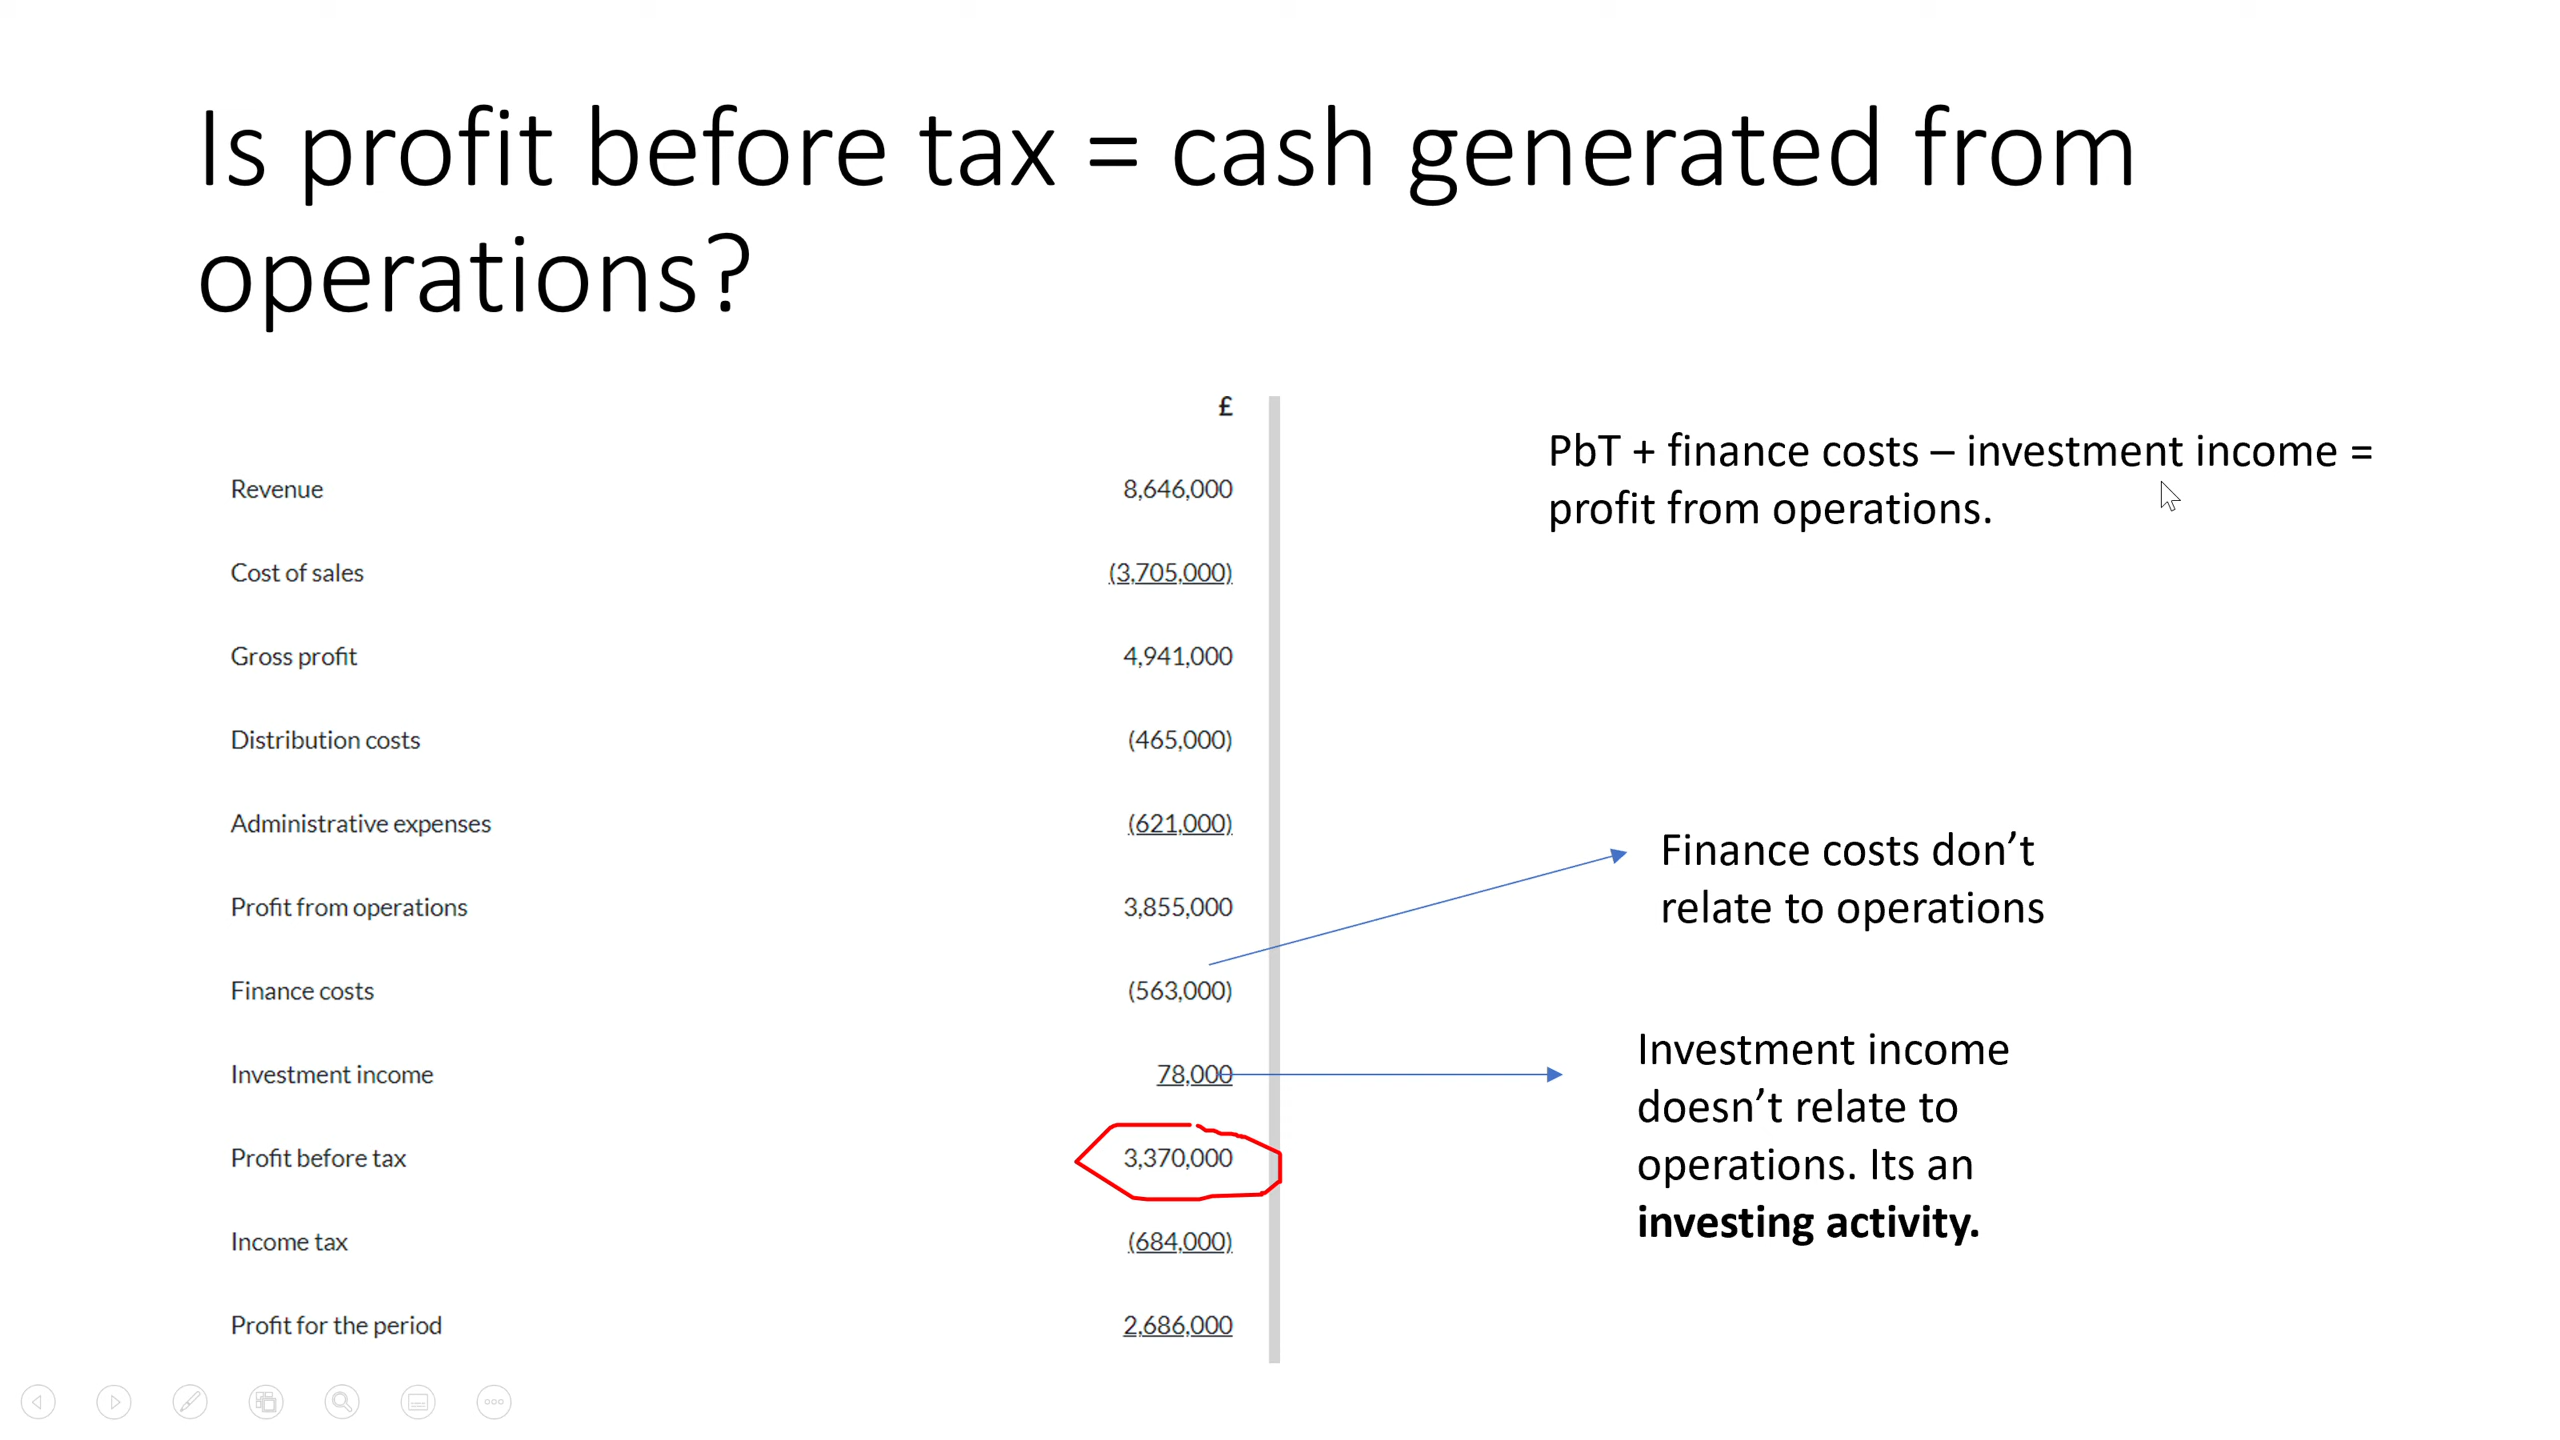 Is profit before tax = cash generated from
operations?
£
Revenue 8,646,000
Cost of sales (3,705,000)
Gross profit 4,941,000
Distribution costs (465,000)
Administrative expenses (621,000)
Profit from operations 3,855,000
Finance costs (563,000)
Investment income 78,000
Profit before tax 3,370,000
Income tax (684,000)
Profit for the period 2,686,000
PbT + finance costs – investment income =
profit from operations.
Finance costs don’t
relate to operations
Investment income
doesn’t relate to
operations. Its an
investing activity.